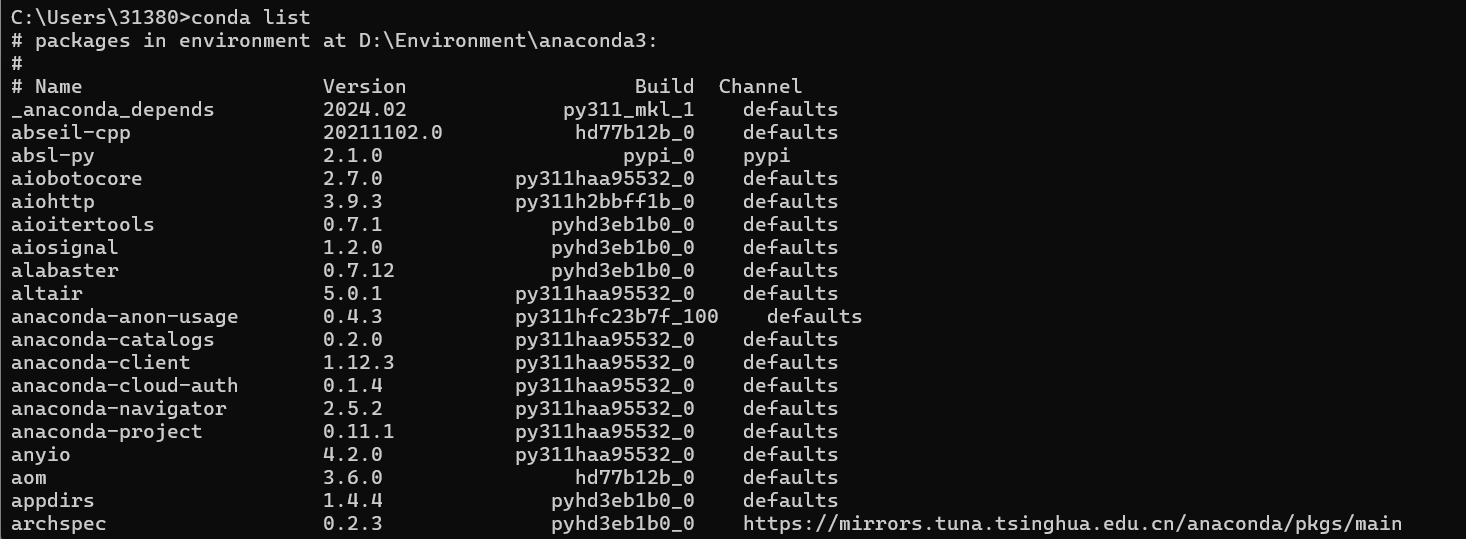 C:\Users\31380>conda list
# packages in environment at D:\Environment\anaconda3:
#
# Name                    Version                   Build  Channel
_anaconda_depends         2024.02             py311_mkl_1    defaults
abseil-cpp                20211102.0           hd77b12b_0    defaults
absl-py                   2.1.0                    pypi_0    pypi
aiobotocore               2.7.0           py311haa95532_0    defaults
aiohttp                   3.9.3           py311h2bbff1b_0    defaults
aioitertools              0.7.1              pyhd3eb1b0_0    defaults
aiosignal                 1.2.0              pyhd3eb1b0_0    defaults
alabaster                 0.7.12             pyhd3eb1b0_0    defaults
altair                    5.0.1           py311haa95532_0    defaults
anaconda-anon-usage       0.4.3           py311hfc23b7f_100    defaults
anaconda-catalogs         0.2.0           py311haa95532_0    defaults
anaconda-client           1.12.3          py311haa95532_0    defaults
anaconda-cloud-auth       0.1.4           py311haa95532_0    defaults
anaconda-navigator        2.5.2           py311haa95532_0    defaults
anaconda-project          0.11.1          py311haa95532_0    defaults
anyio                     4.2.0           py311haa95532_0    defaults
aom                       3.6.0                hd77b12b_0    defaults
appdirs                   1.4.4              pyhd3eb1b0_0    defaults
archspec                  0.2.3              pyhd3eb1b0_0    https://mirrors.tuna.tsinghua.edu.cn/anaconda/pkgs/main